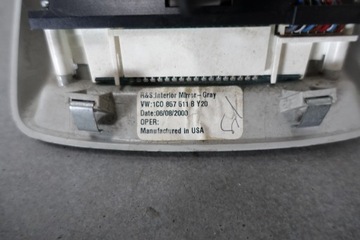 H&S Interior Mirror - Gray
VW:1C0 857 511 B Y20
Date:06/08/2000
OPER:
Manufactured in USA